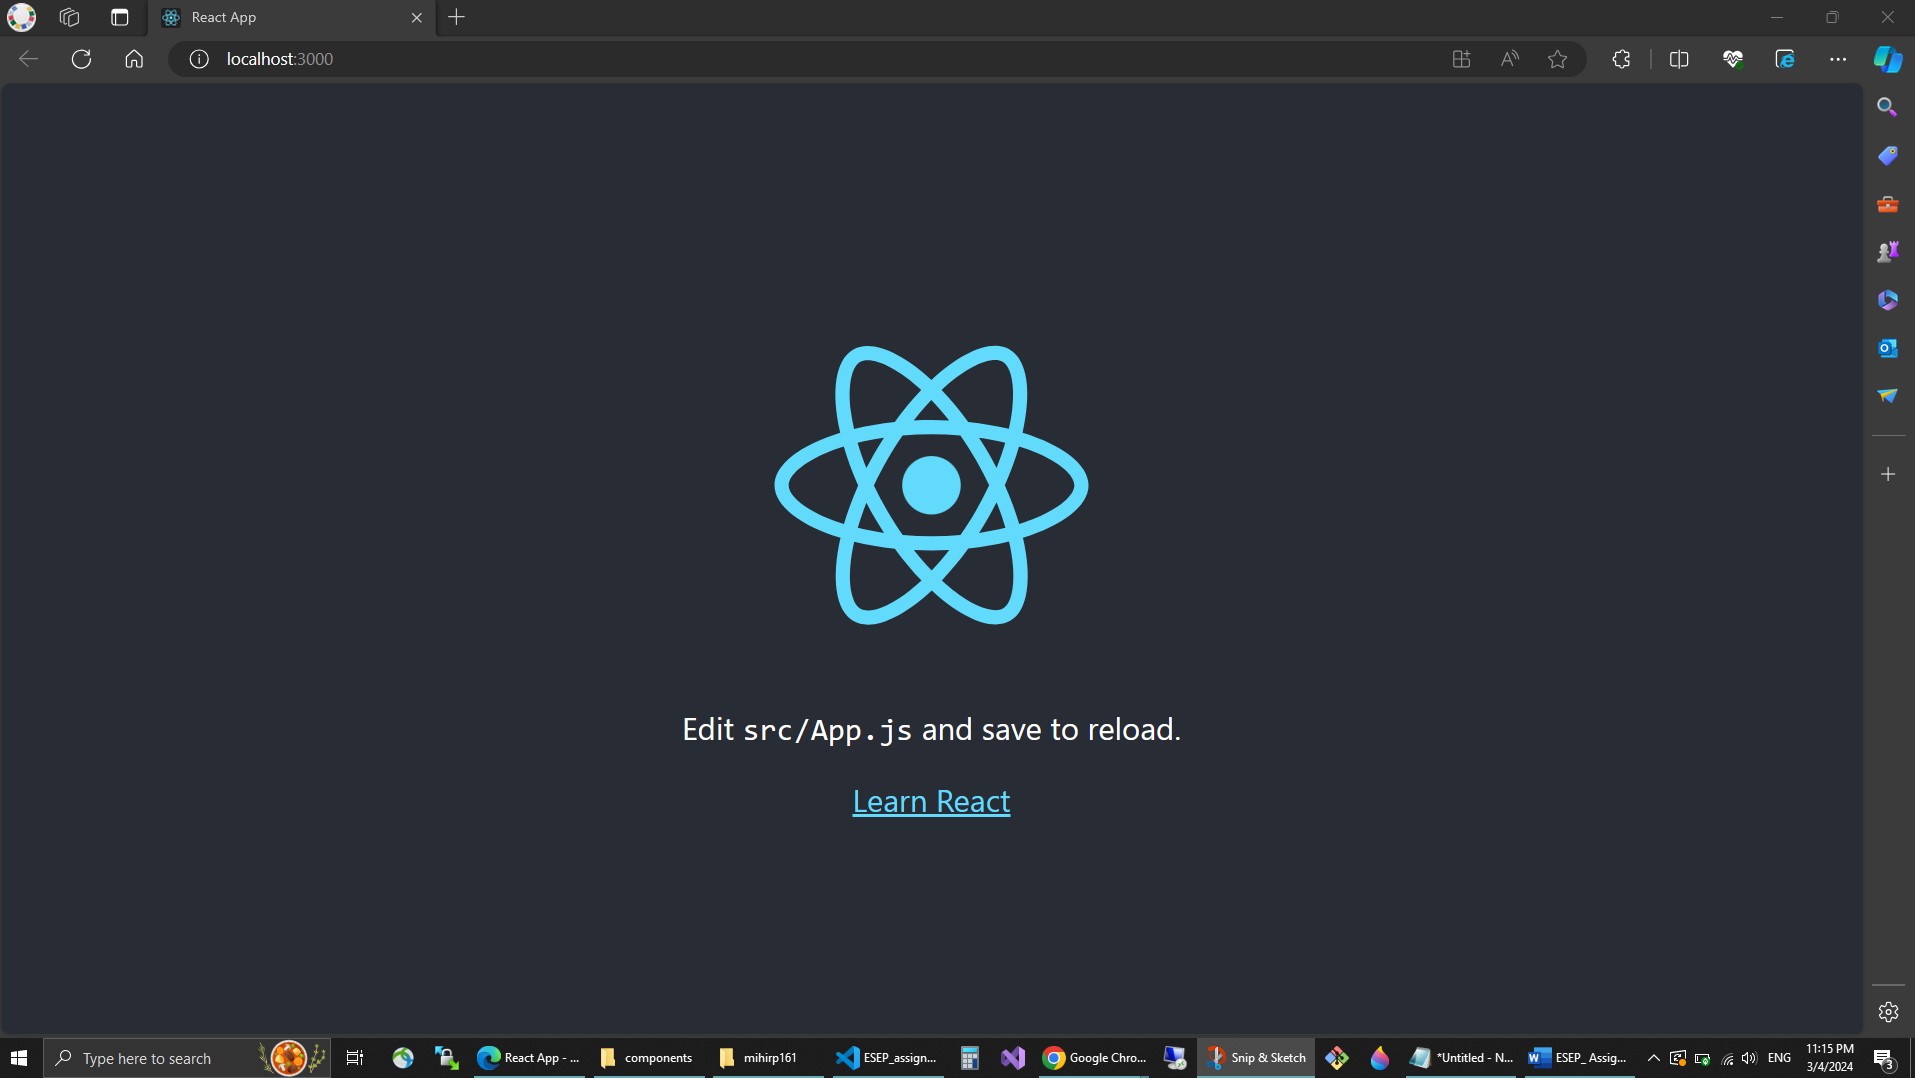 React App
localhost:3000
Edit src/App.js and save to reload.
Learn React
Type here to search
React App - ...
components
mihirp161
ESEP_assign...
Google Chro...
Snip & Sketch
*Untitled - N...
ESEP_ Assig...
ENG
11:15 PM
3/4/2024
3